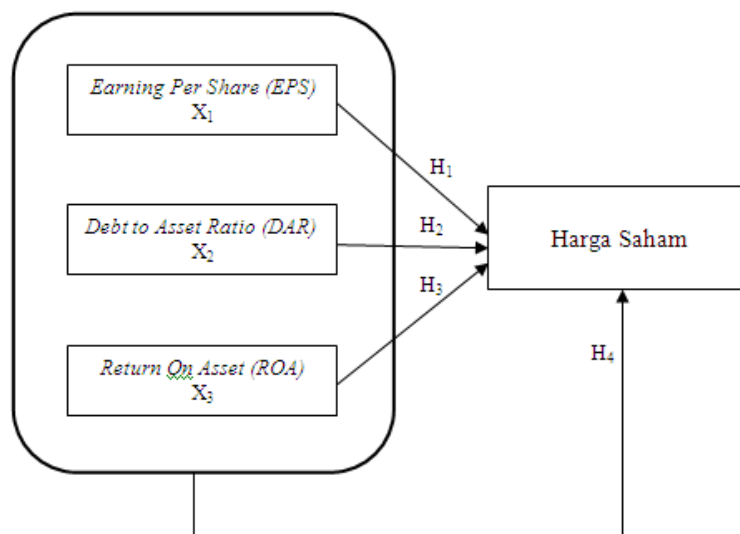 Earning Per Share (EPS)
X₁
H₁
Debt to Asset Ratio (DAR)
X₂
H₂
Harga Saham
H₃
Return On Asset (ROA)
X₃
H₄